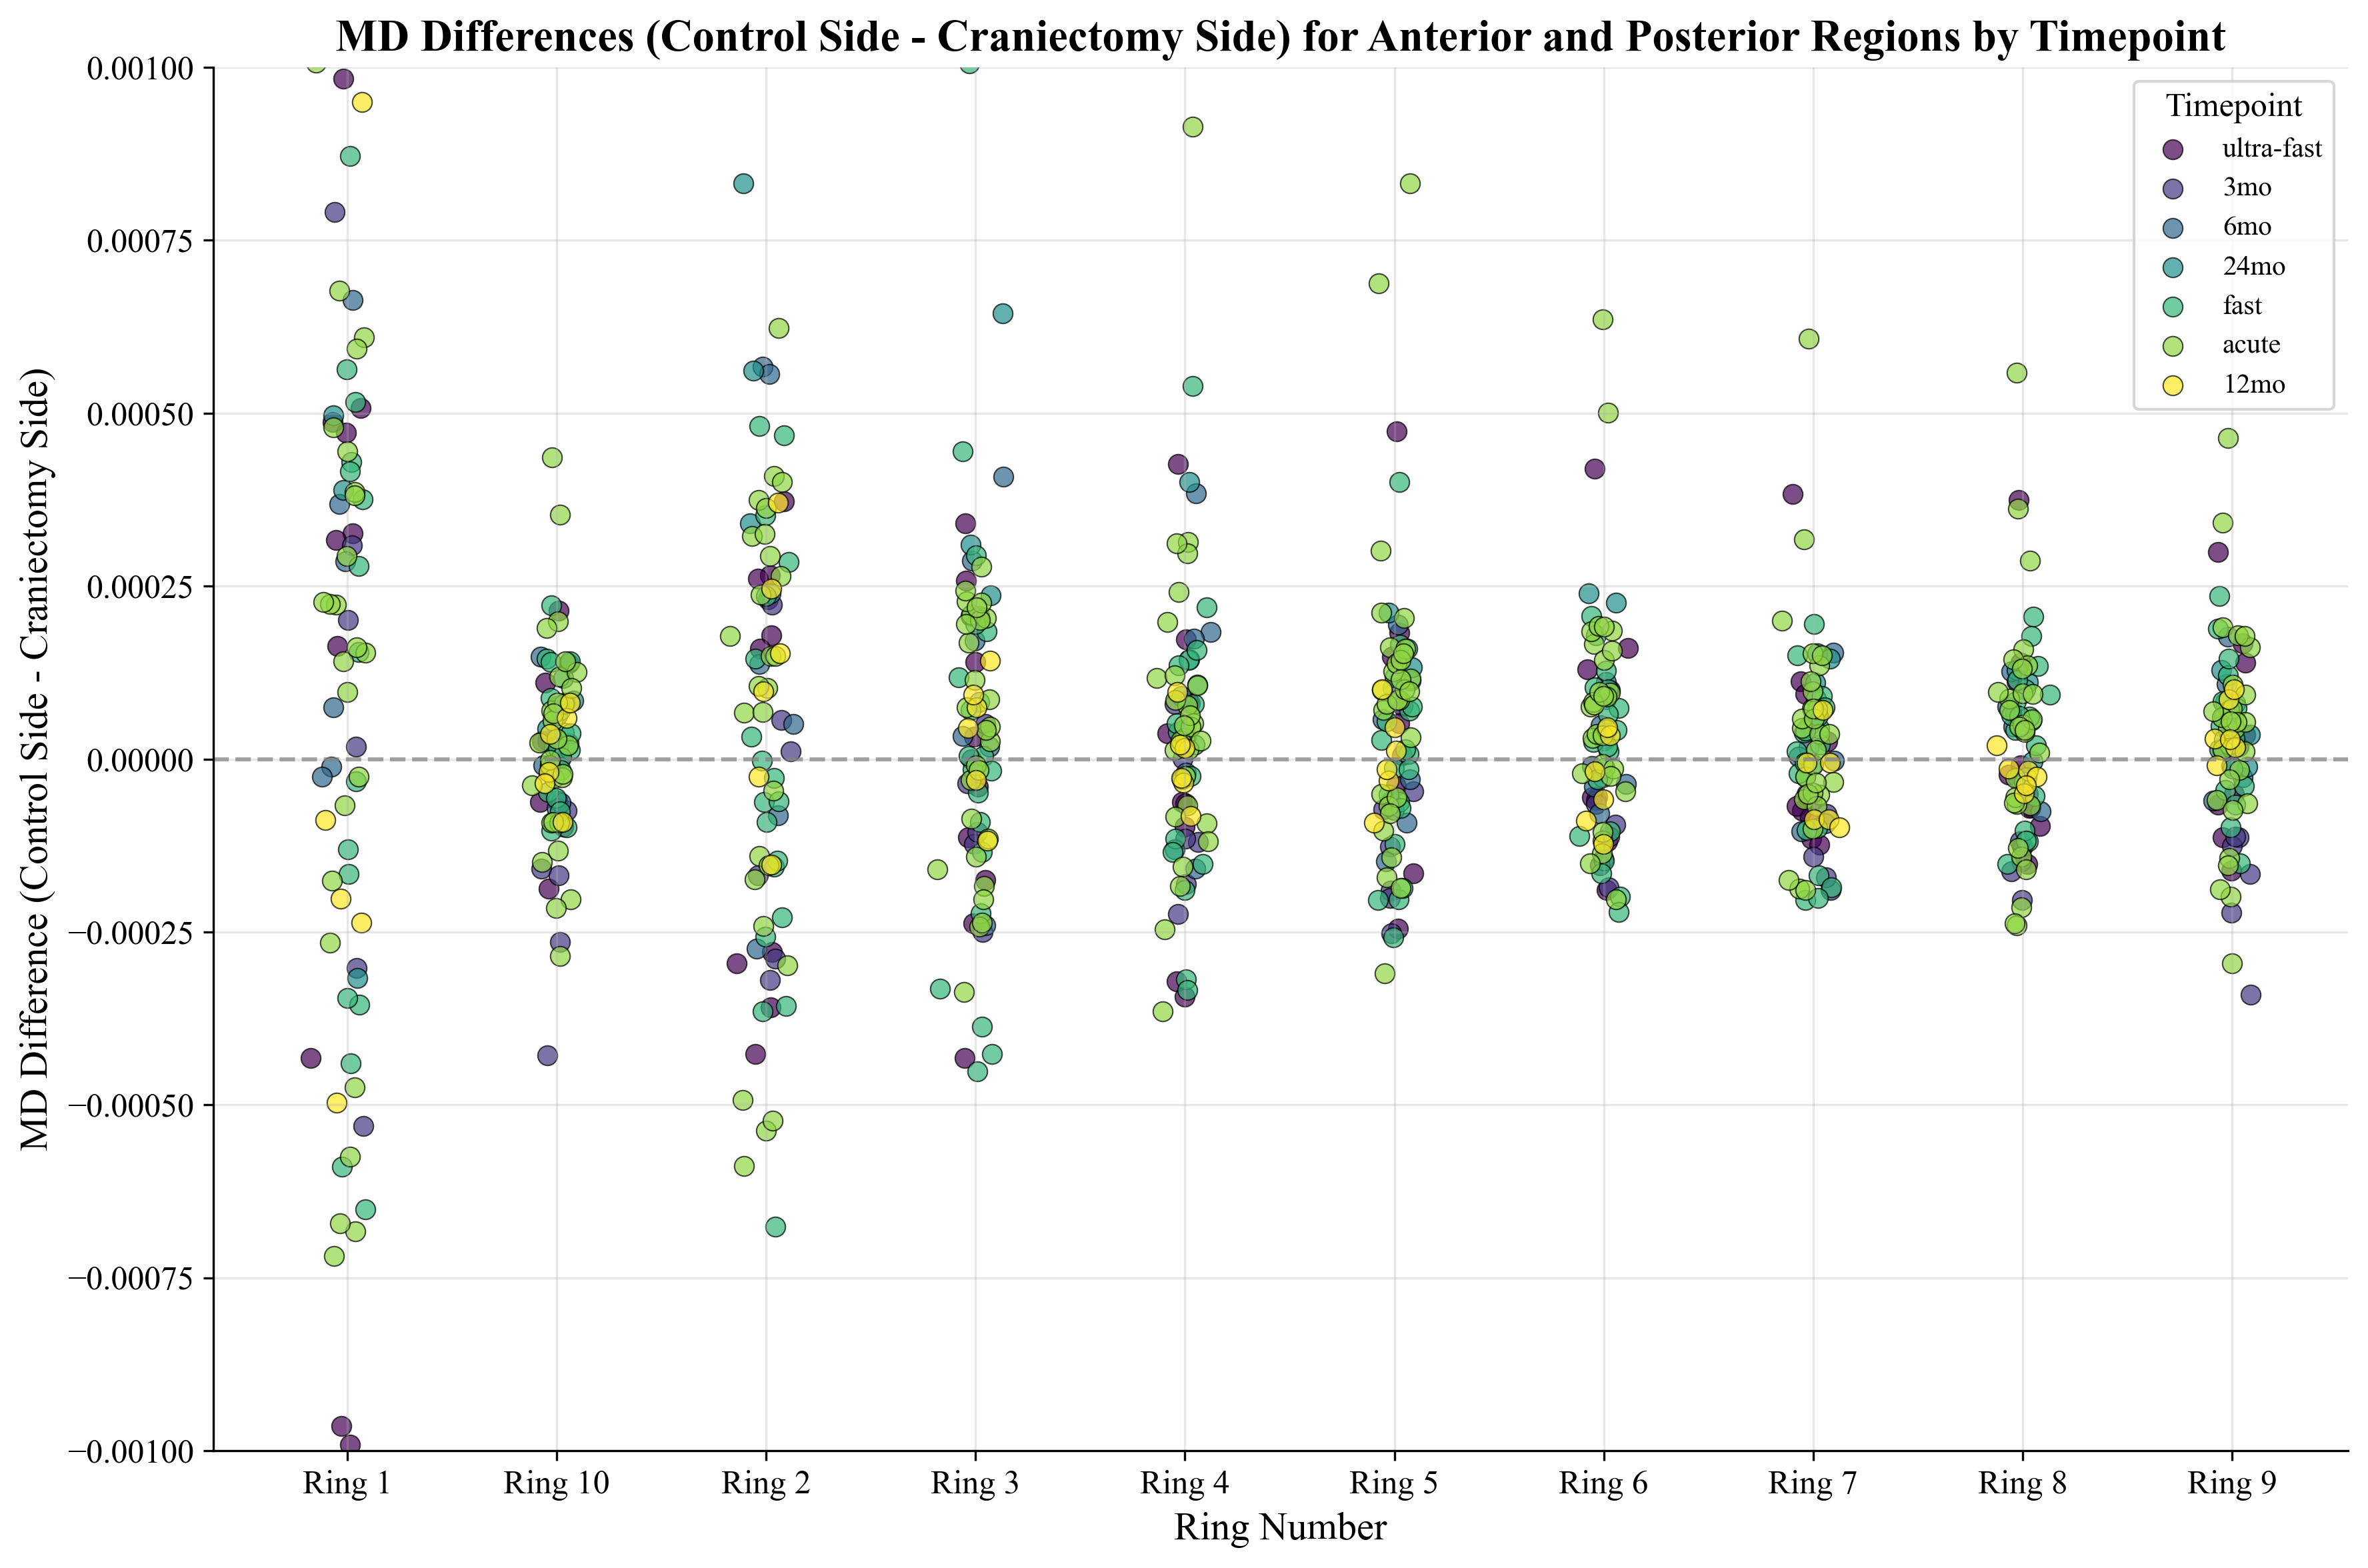 MD Differences (Control Side - Craniectomy Side) for Anterior and Posterior Regions by Timepoint
MD Difference (Control Side - Craniectomy Side)
0.00100
0.00075
0.00050
0.00025
0.00000
−0.00025
−0.00050
−0.00075
−0.00100
Timepoint
ultra-fast
3mo
6mo
24mo
fast
acute
12mo
Ring 1 Ring 10 Ring 2 Ring 3 Ring 4 Ring 5 Ring 6 Ring 7 Ring 8 Ring 9
Ring Number